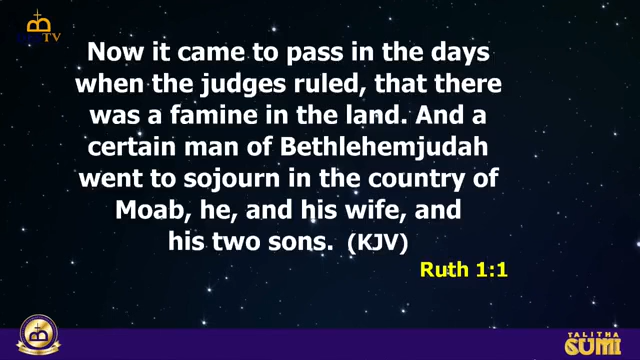 TV
Now it came to pass in the days
when the judges ruled, that there
was a famine in the land. And a
certain man of Bethlehemjudah
went to sojourn in the country of
Moab, he, and his wife, and
his two sons. (KJV)
Ruth 1:1
TALITHA
CUMI